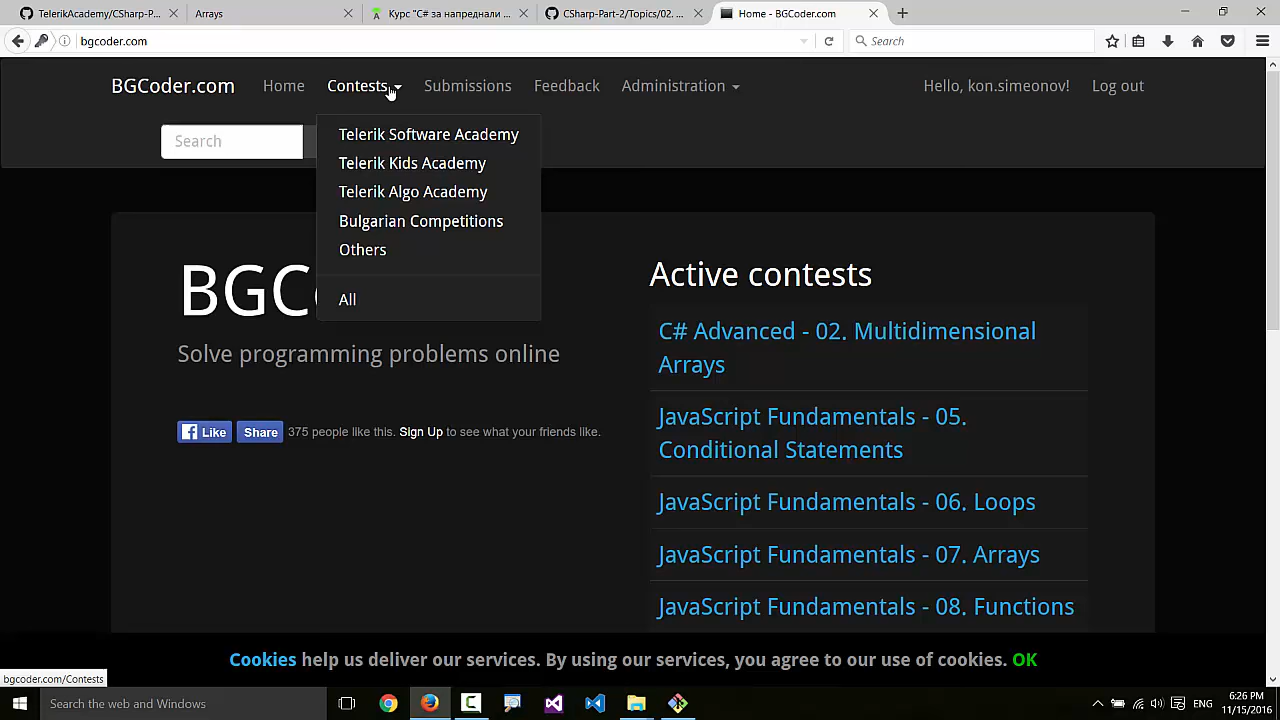 TelerikAcademy/CSharp-P...
Arrays
Курс "C# за напреднали ...
CSharp-Part-2/Topics/02. ...
Home - BGCoder.com
bgcoder.com
Search
BGCoder.com
Home
Contests
Submissions
Feedback
Administration
Hello, kon.simeonov!
Log out
Search
Telerik Software Academy
Telerik Kids Academy
Telerik Algo Academy
Bulgarian Competitions
Others
All
BGC
Solve programming problems online
Like
Share
375 people like this. Sign Up to see what your friends like.
Active contests
C# Advanced - 02. Multidimensional
Arrays
JavaScript Fundamentals - 05.
Conditional Statements
JavaScript Fundamentals - 06. Loops
JavaScript Fundamentals - 07. Arrays
JavaScript Fundamentals - 08. Functions
Cookies help us deliver our services. By using our services, you agree to our use of cookies. OK
bgcoder.com/Contests
Search the web and Windows
ENG
6:26 PM
11/15/2016